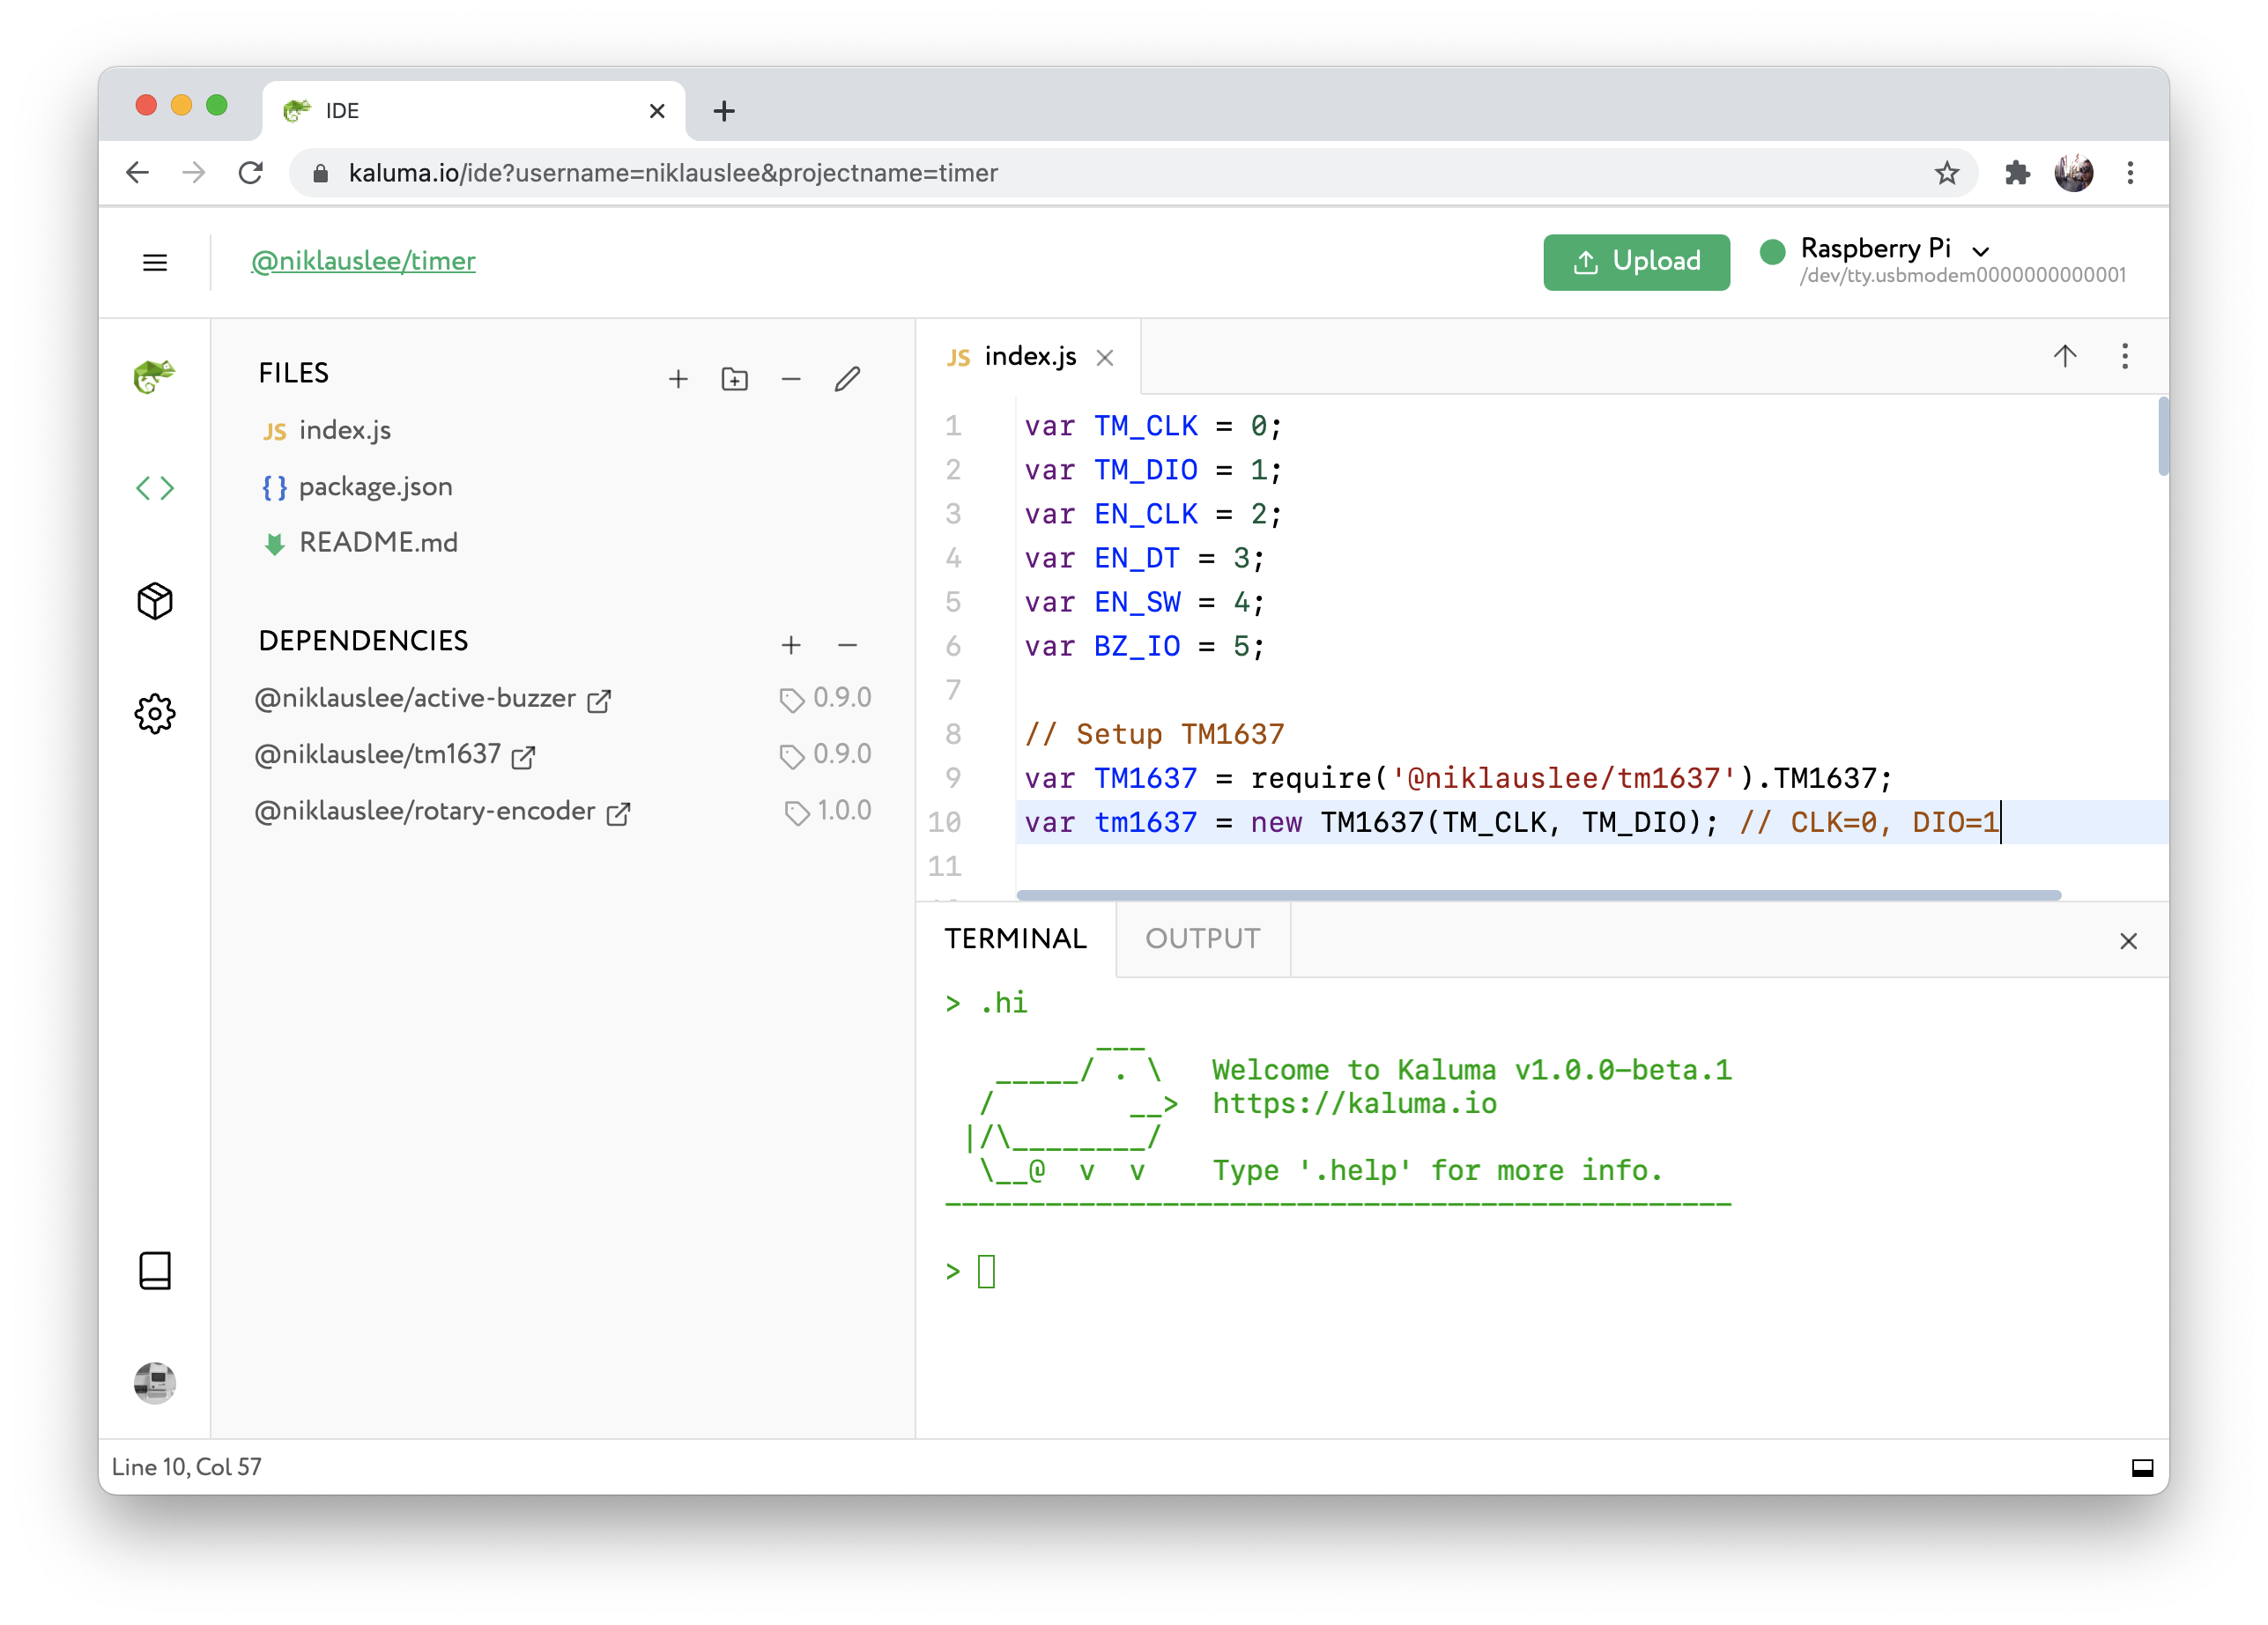 IDE
kaluma.io/ide?username=niklauslee&projectname=timer
@niklauslee/timer
Upload
Raspberry Pi
/dev/tty.usbmodem0000000000001
FILES
JS index.js
{} package.json
README.md
DEPENDENCIES
@niklauslee/active-buzzer 0.9.0
@niklauslee/tm1637 0.9.0
@niklauslee/rotary-encoder 1.0.0
JS index.js
1 var TM_CLK = 0;
2 var TM_DIO = 1;
3 var EN_CLK = 2;
4 var EN_DT = 3;
5 var EN_SW = 4;
6 var BZ_IO = 5;
7
8 // Setup TM1637
9 var TM1637 = require('@niklauslee/tm1637').TM1637;
10 var tm1637 = new TM1637(TM_CLK, TM_DIO); // CLK=0, DIO=1
11
TERMINAL OUTPUT
> .hi
Welcome to Kaluma v1.0.0-beta.1
https://kaluma.io
Type '.help' for more info.
>
Line 10, Col 57